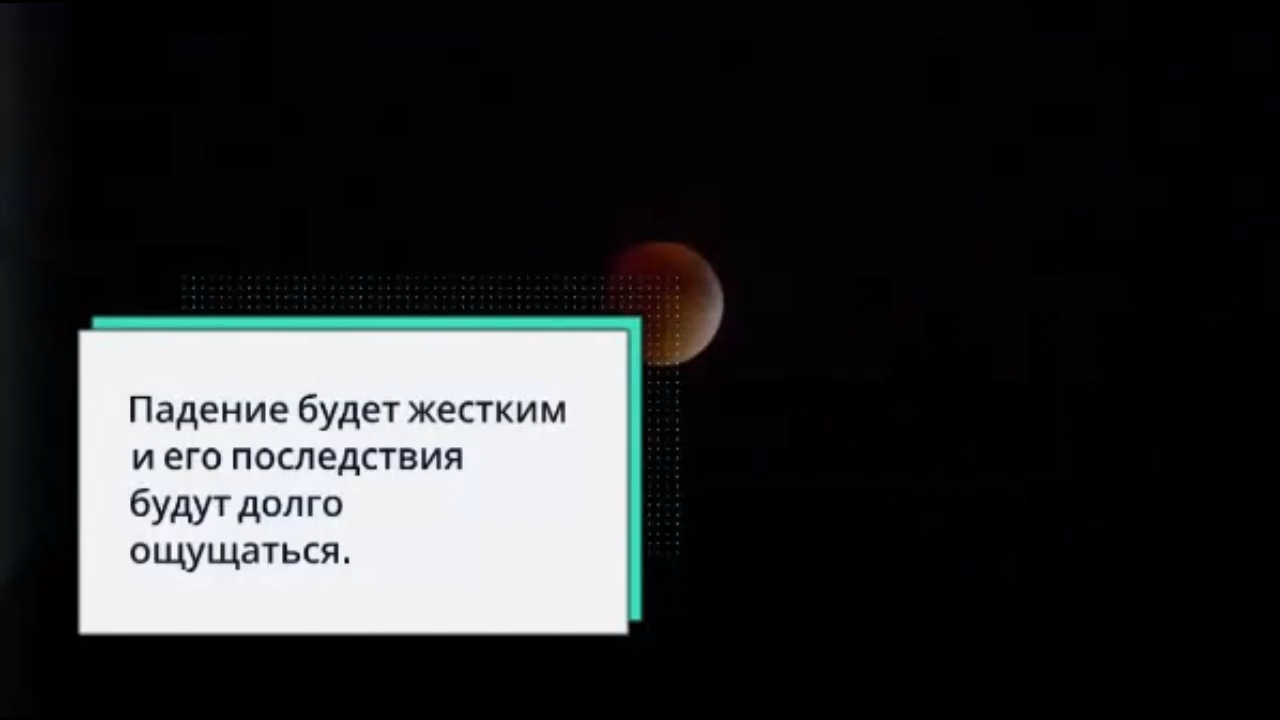 Падение будет жестким
и его последствия
будут долго
ощущаться.